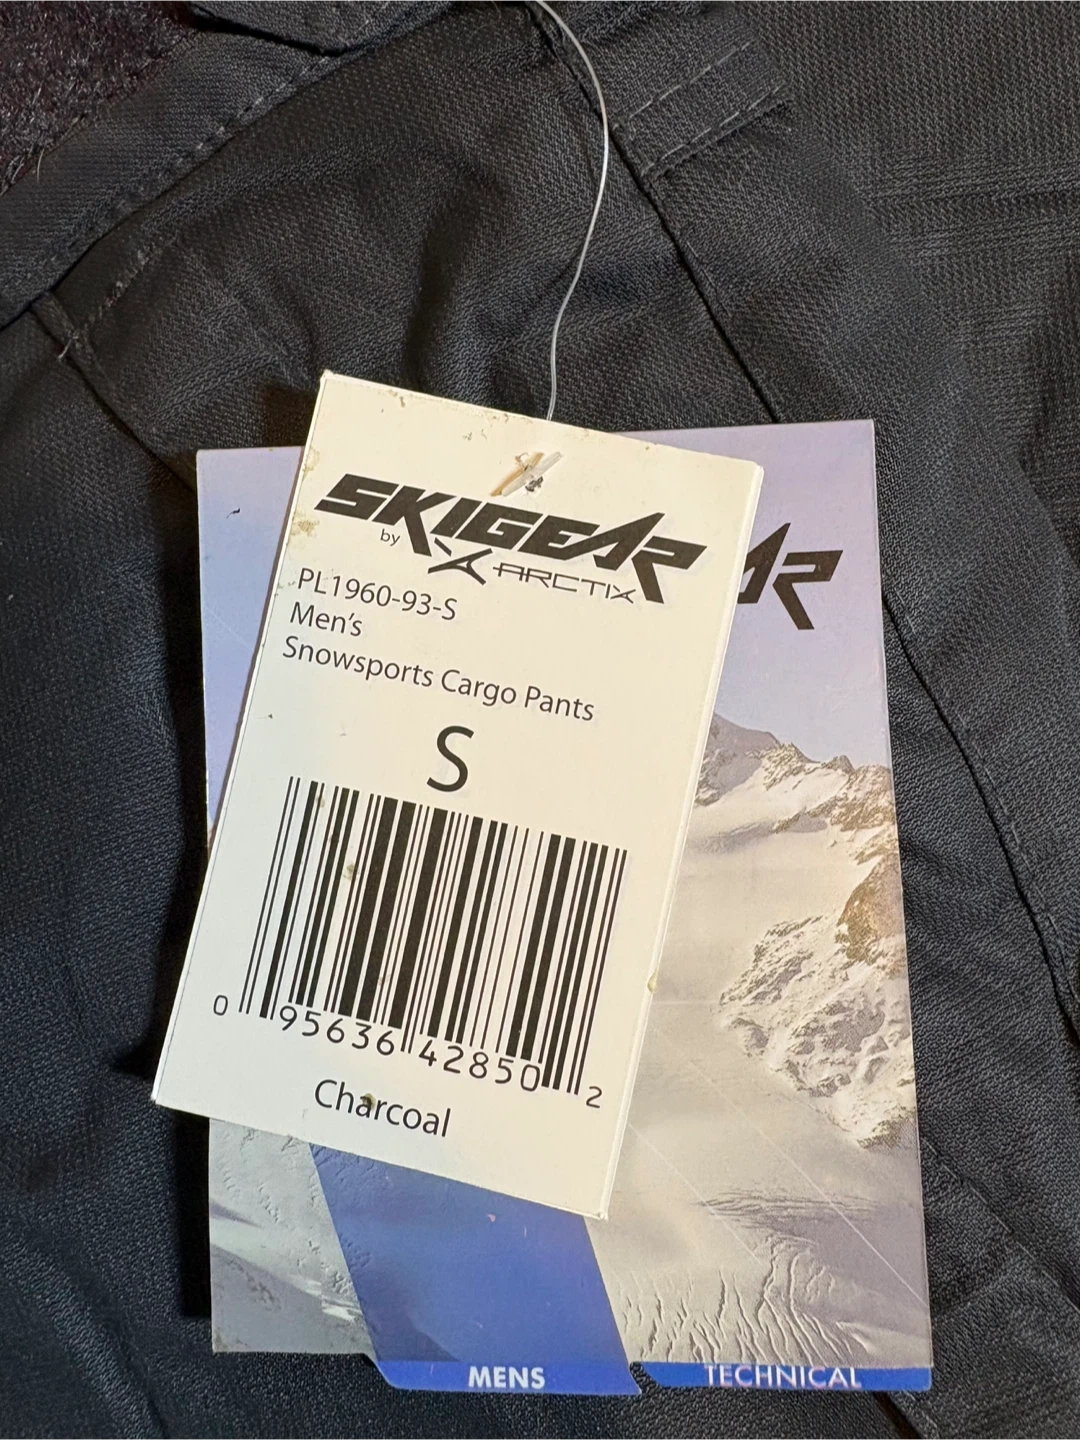 SKIGEAR
by ARCTIX
AR
PL1960-93-S
Men's
Snowsports Cargo Pants
S
0 95636 42850 2
Charcoal
MENS
TECHNICAL